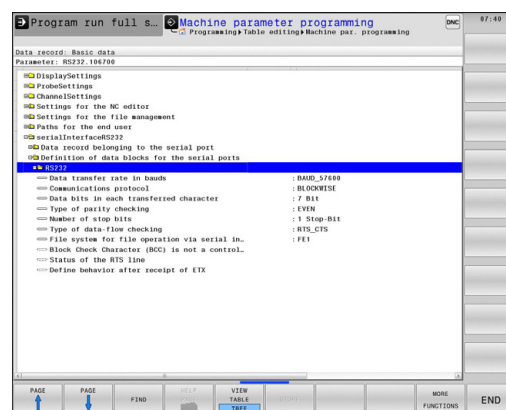 Program run full s...
Machine parameter programming
Programming▸Table editing▸Machine par. programming
DNC
07:40
Data record: Basic data
Parameter: RS232.106700
DisplaySettings
ProbeSettings
ChannelSettings
Settings for the NC editor
Settings for the file management
Paths for the end user
serialInterfaceRS232
Data record belonging to the serial port
Definition of data blocks for the serial ports
RS232
Data transfer rate in bauds :BAUD_57600
Communications protocol :BLOCKWISE
Data bits in each transferred character :7 Bit
Type of parity checking :EVEN
Number of stop bits :1 Stop-Bit
Type of data-flow checking :RTS_CTS
File system for file operation via serial in… :FE1
Block Check Character (BCC) is not a control…
Status of the RTS line
Define behavior after receipt of ETX
PAGE
PAGE
FIND
HELP
VIEW
TABLE
TREE
MORE
FUNCTIONS
END